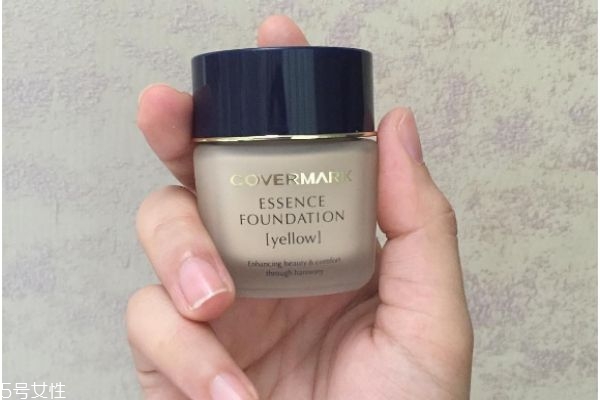 COVERMARK
ESSENCE
FOUNDATION
[yellow]
Enhancing beauty & comfort
through harmony
5号女性